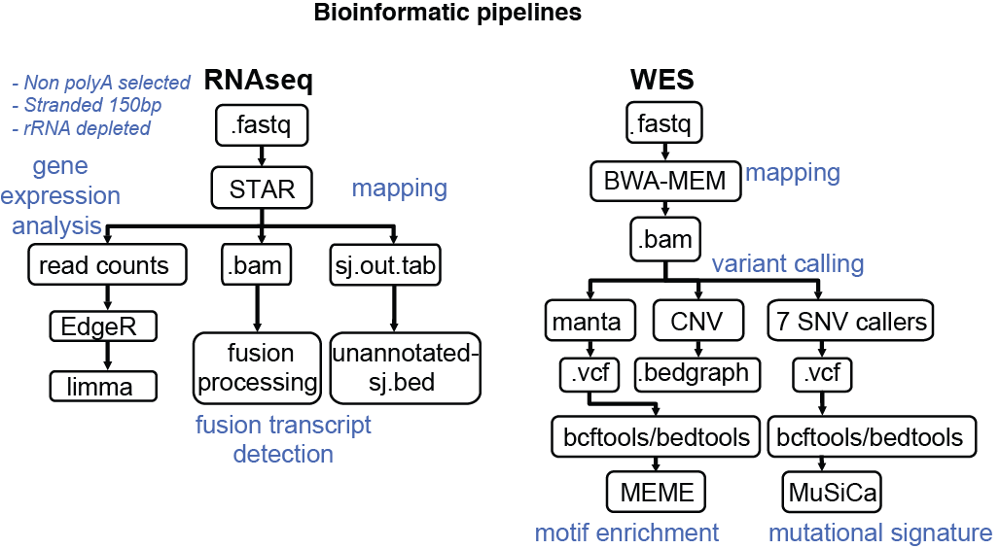 Bioinformatic pipelines
RNAseq
- Non polyA selected
- Stranded 150bp
- rRNA depleted
.fastq
STAR
mapping
gene
expression
analysis
read counts
.bam
sj.out.tab
EdgeR
limma
fusion
processing
unannotated-
sj.bed
fusion transcript
detection
WES
.fastq
BWA-MEM
mapping
.bam
variant calling
manta
CNV
7 SNV callers
.vcf
.bedgraph
.vcf
bcftools/bedtools
bcftools/bedtools
MEME
MuSiCa
motif enrichment
mutational signature